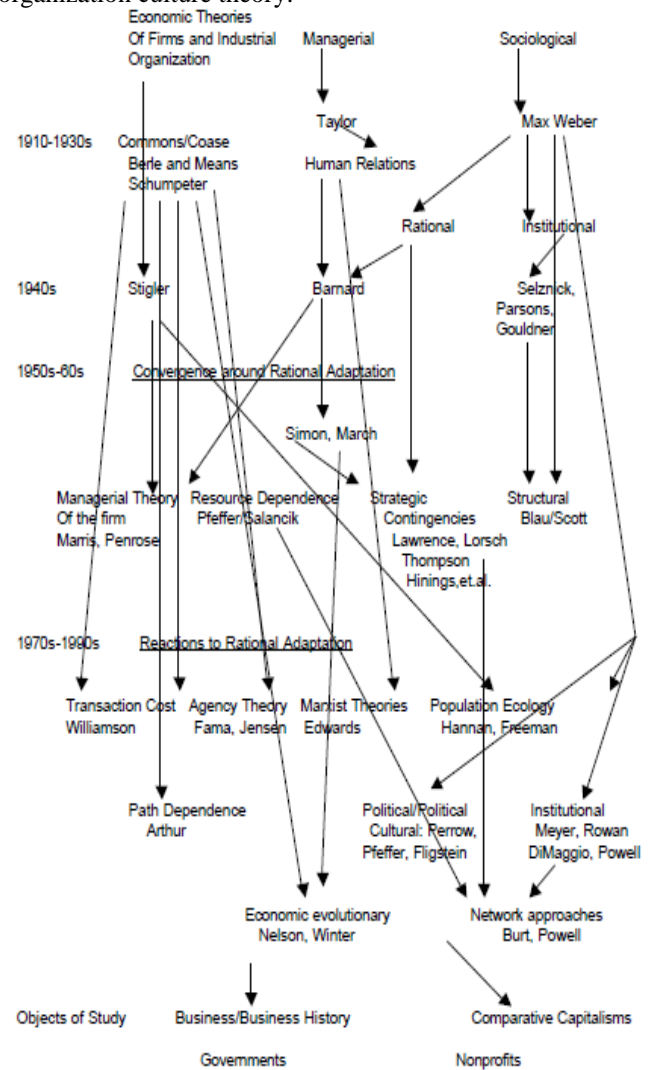 organization culture theory.
Economic Theories
Of Firms and Industrial
Organization
Managerial
Sociological
Taylor
Max Weber
1910-1930s
Commons/Coase
Berle and Means
Schumpeter
Human Relations
Rational
Institutional
1940s
Stigler
Barnard
Selznick,
Parsons,
Gouldner
1950s-60s
Convergence around Rational Adaptation
Simon, March
Managerial Theory
Of the firm
Marris, Penrose
Resource Dependence
Pfeffer/Salancik
Strategic
Contingencies
Lawrence, Lorsch
Thompson
Hinings,et.al.
Structural
Blau/Scott
1970s-1990s
Reactions to Rational Adaptation
Transaction Cost
Williamson
Agency Theory
Fama, Jensen
Marxist Theories
Edwards
Population Ecology
Hannan, Freeman
Path Dependence
Arthur
Political/Political
Cultural: Perrow,
Pfeffer, Fligstein
Institutional
Meyer, Rowan
DiMaggio, Powell
Economic evolutionary
Nelson, Winter
Network approaches
Burt, Powell
Objects of Study
Business/Business History
Comparative Capitalisms
Governments
Nonprofits